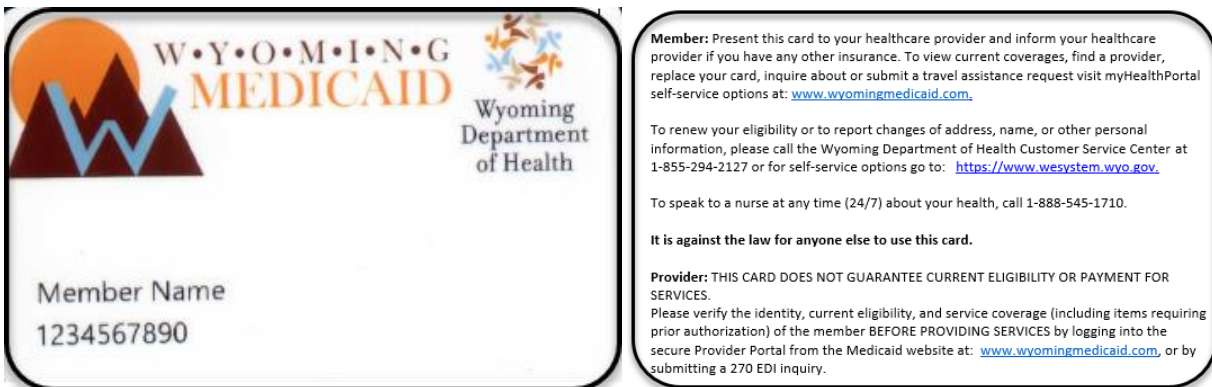 W•Y•O•M•I•N•G
MEDICAID
Wyoming
Department
of Health
Member Name
1234567890
Member: Present this card to your healthcare provider and inform your healthcare
provider if you have any other insurance. To view current coverages, find a provider,
replace your card, inquire about or submit a travel assistance request visit myHealthPortal
self-service options at: www.wyomingmedicaid.com.
To renew your eligibility or to report changes of address, name, or other personal
information, please call the Wyoming Department of Health Customer Service Center at
1-855-294-2127 or for self-service options go to: https://www.wesystem.wyo.gov.
To speak to a nurse at any time (24/7) about your health, call 1-888-545-1710.
It is against the law for anyone else to use this card.
Provider: THIS CARD DOES NOT GUARANTEE CURRENT ELIGIBILITY OR PAYMENT FOR
SERVICES.
Please verify the identity, current eligibility, and service coverage (including items requiring
prior authorization) of the member BEFORE PROVIDING SERVICES by logging into the
secure Provider Portal from the Medicaid website at: www.wyomingmedicaid.com, or by
submitting a 270 EDI inquiry.